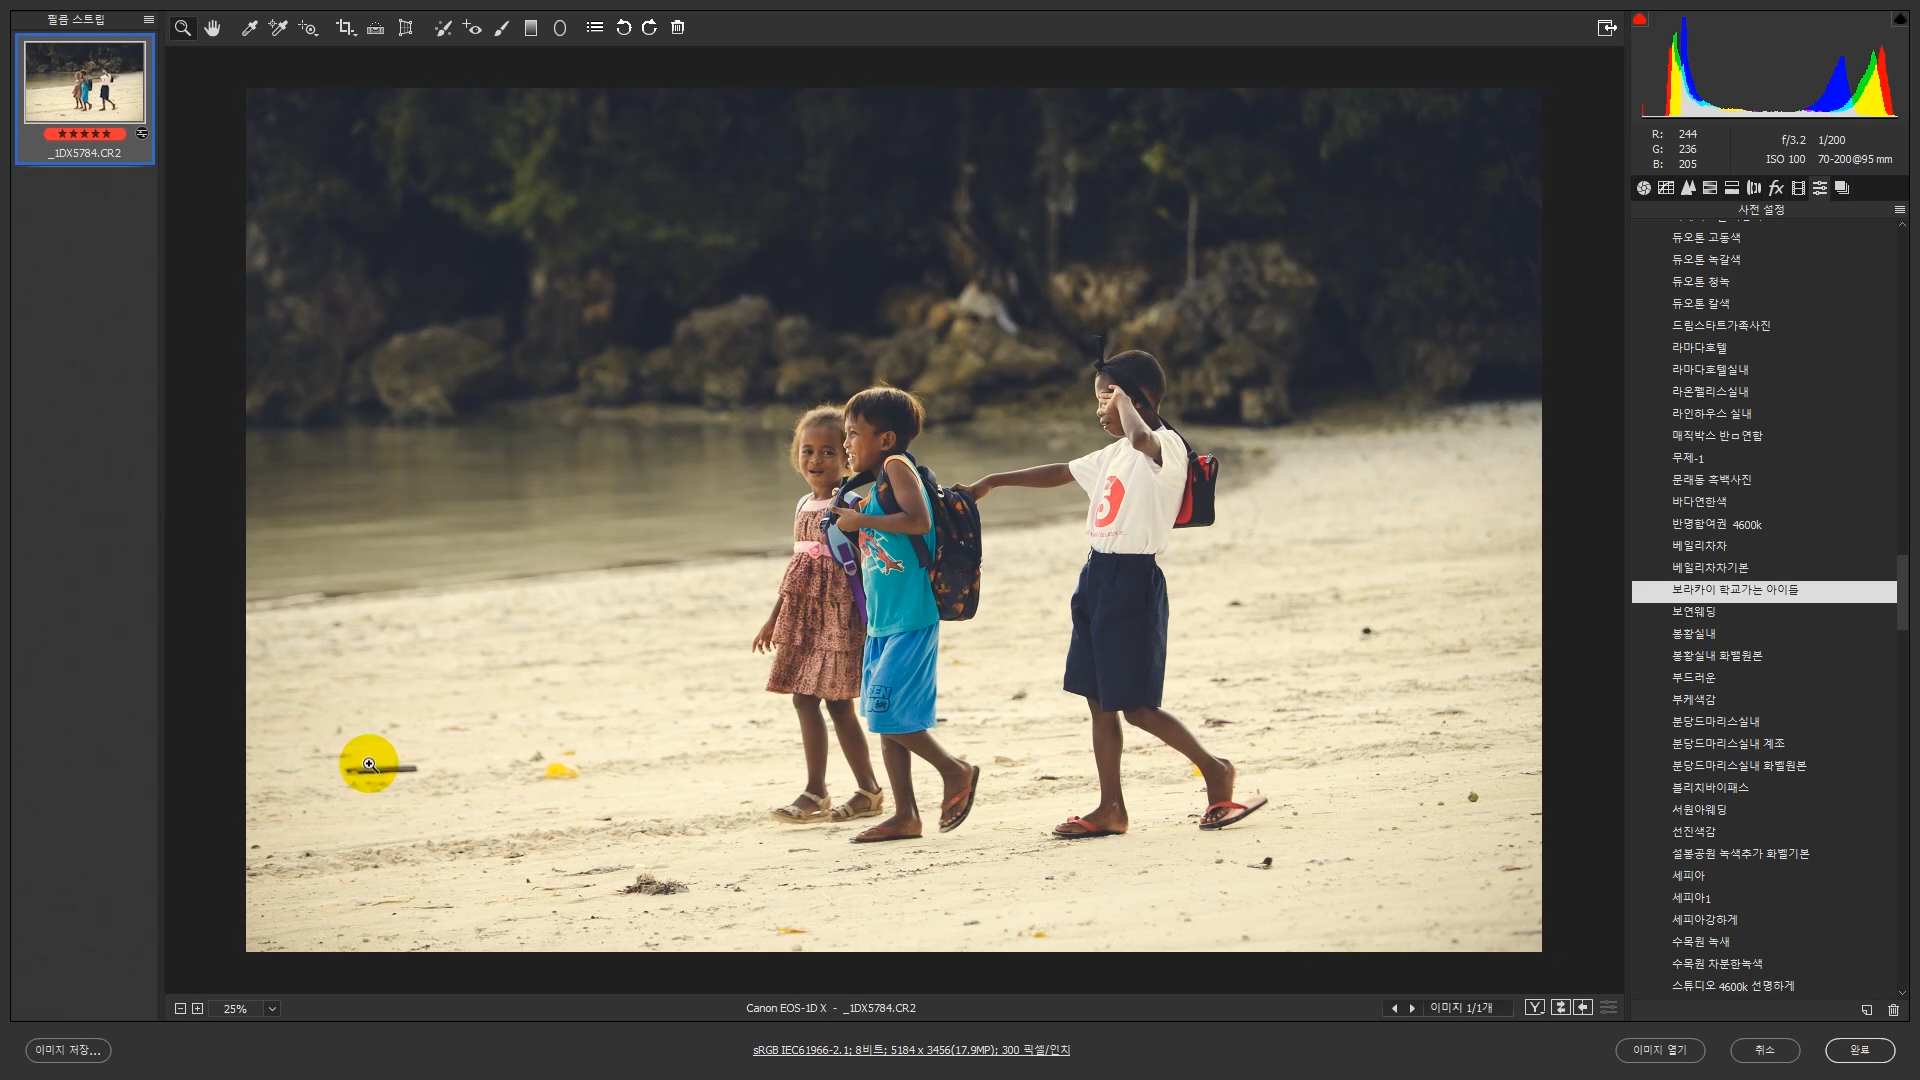 필름 스트립
★★★★★
_1DX5784.CR2
R: 244
G: 236
B: 205
f/3.2 1/200
ISO 100 70-200@95 mm
fx
사전 설정
듀오톤 고동색
듀오톤 녹갈색
듀오톤 청녹
듀오톤 칼색
드림스타트가족사진
라마다호텔
라마다호텔실내
라온팰리스실내
라인하우스 실내
매직박스 반ㅁ연함
무제-1
문래동 흑백사진
바다연한색
반명함여권 4600k
베일리차차
베일리차차기본
보라카이 학교가는 아이들
보연웨딩
봉황실내
봉황실내 화밸원본
부드러운
부케색감
분당드마리스실내
분당드마리스실내 계조
분당드마리스실내 화벨원본
블리치바이패스
서원아웨딩
선진색감
설봉공원 녹색추가 화벨기본
세피아
세피아1
세피아강하게
수목원 녹새
수목원 차분한녹색
스튜디오 4600k 선명하게
25%
Canon EOS-1D X - _1DX5784.CR2
이미지 1/1개
Y
이미지 저장...
sRGB IEC61966-2.1; 8비트; 5184 x 3456(17.9MP); 300 픽셀/인치
이미지 열기
취소
완료